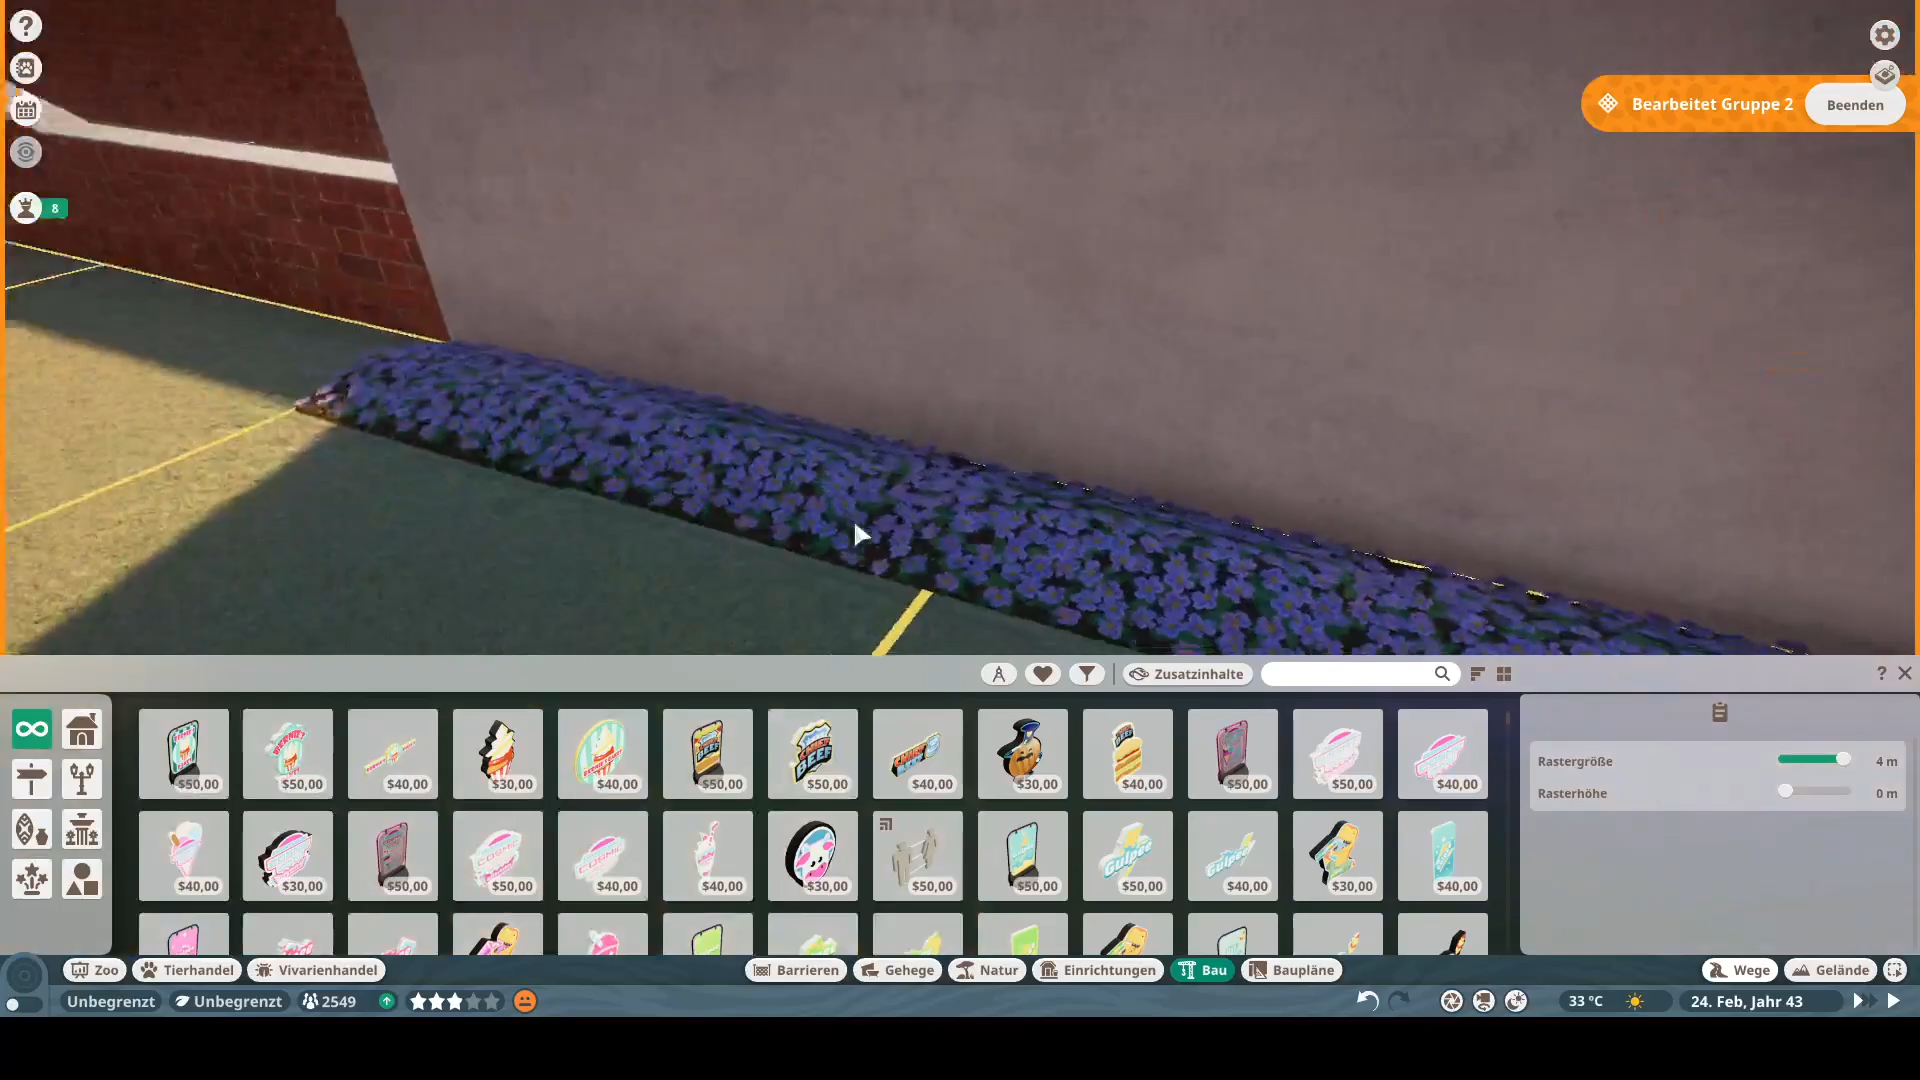 ?
Bearbeitet Gruppe 2
Beenden
8
Zusatzinhalte
?
$50,00
$50,00
$40,00
$30,00
$40,00
$50,00
$50,00
$40,00
$30,00
$40,00
$50,00
$50,00
$40,00
$40,00
$30,00
$50,00
$50,00
$40,00
$40,00
$30,00
$50,00
$50,00
$50,00
$40,00
$30,00
$40,00
Rastergröße 4 m
Rasterhöhe 0 m
Zoo
Tierhandel
Vivarienhandel
Barrieren
Gehege
Natur
Einrichtungen
Bau
Baupläne
Wege
Gelände
Unbegrenzt
Unbegrenzt
2549
33 °C
24. Feb, Jahr 43